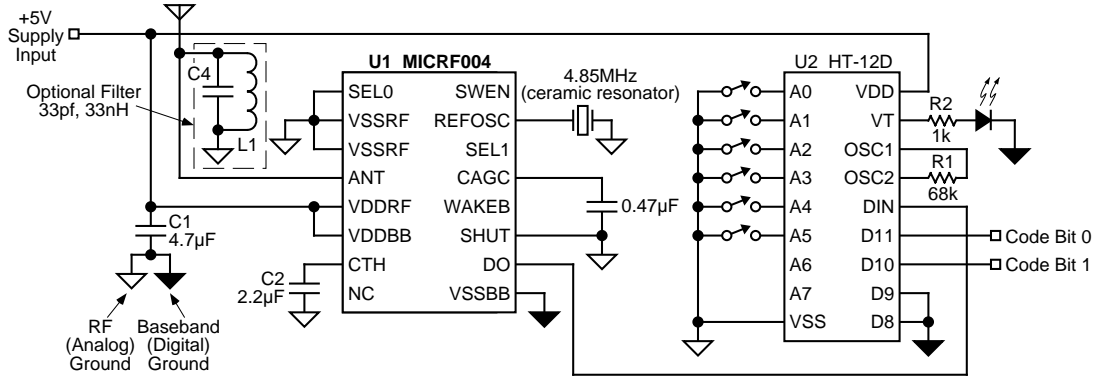 +5V
Supply
Input
Optional Filter
33pf, 33nH
C4
L1
C1
4.7µF
RF
(Analog)
Ground
Baseband
(Digital)
Ground
C2
2.2µF
U1 MICRF004
SEL0
VSSRF
VSSRF
ANT
VDDRF
VDDBB
CTH
NC
SWEN
REFOSC
SEL1
CAGC
WAKEB
SHUT
DO
VSSBB
4.85MHz
(ceramic resonator)
0.47µF
U2 HT-12D
A0
A1
A2
A3
A4
A5
A6
A7
VSS
VDD
VT
OSC1
OSC2
DIN
D11
D10
D9
D8
R2
1k
R1
68k
Code Bit 0
Code Bit 1